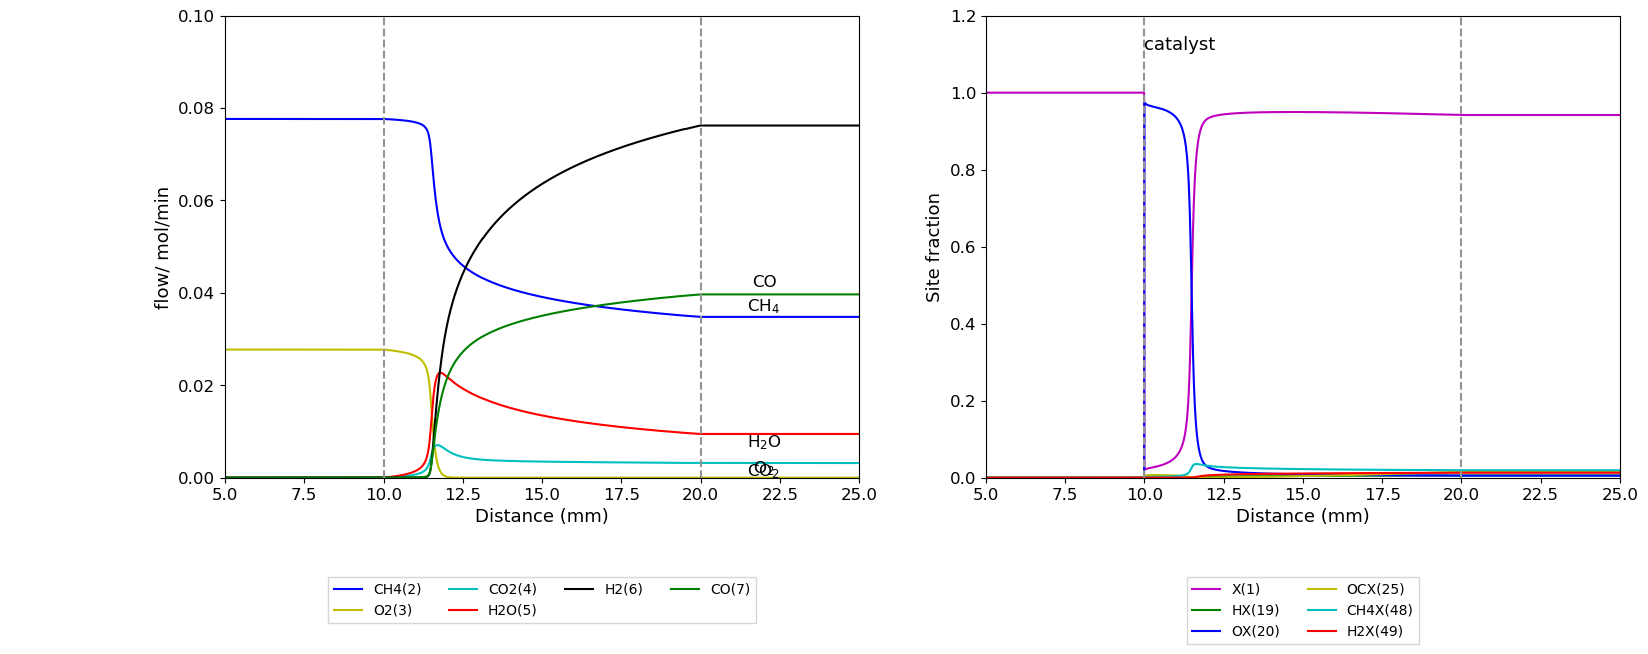 0.10
0.08
0.06
0.04
0.02
0.00
flow/ mol/min
CO
CH₄
H₂O
O₂
CO₂
5.0 7.5 10.0 12.5 15.0 17.5 20.0 22.5 25.0
Distance (mm)
CH4(2) CO2(4) H2(6) CO(7)
O2(3) H2O(5)
1.2
1.0
0.8
0.6
0.4
0.2
0.0
Site fraction
catalyst
5.0 7.5 10.0 12.5 15.0 17.5 20.0 22.5 25.0
Distance (mm)
X(1) OCX(25)
HX(19) CH4X(48)
OX(20) H2X(49)